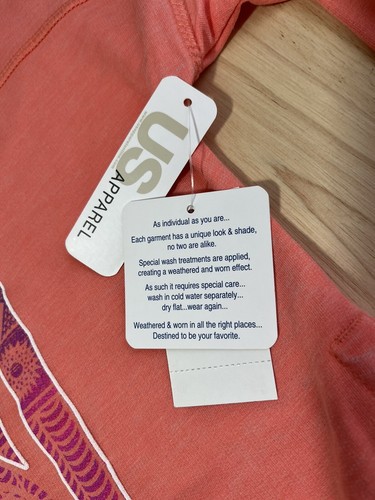 US
APPAREL
As individual as you are...
Each garment has a unique look & shade,
no two are alike.
Special wash treatments are applied,
creating a weathered and worn effect.
As such it requires special care...
wash in cold water separately...
dry flat...wear again...
Weathered & worn in all the right places...
Destined to be your favorite.